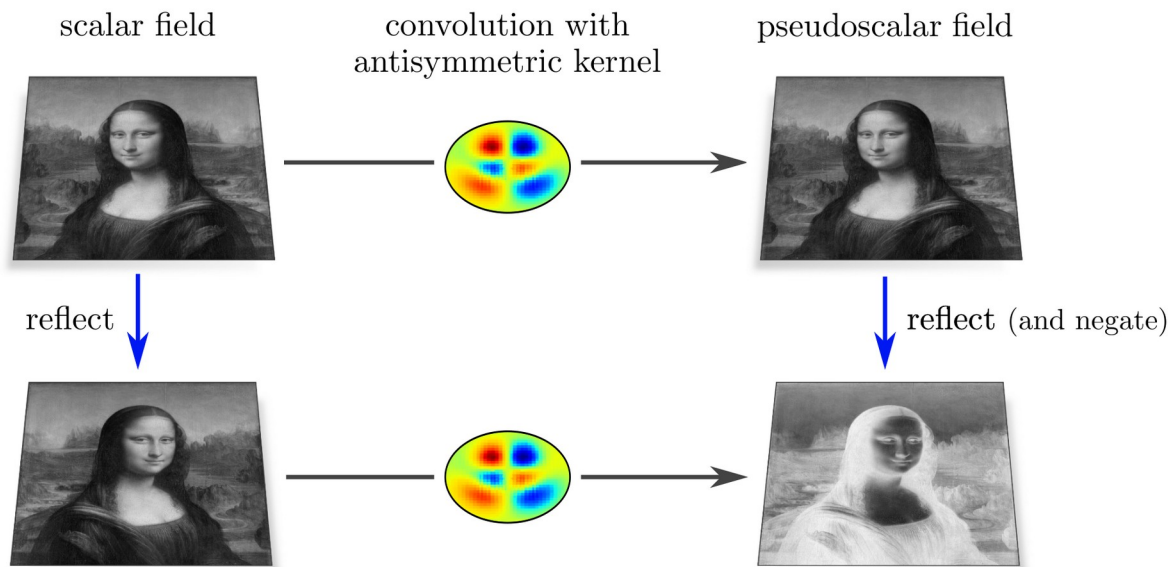 scalar field
convolution with
antisymmetric kernel
pseudoscalar field
reflect
reflect (and negate)